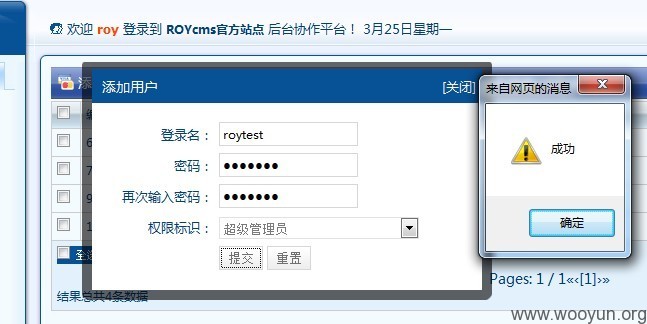 欢迎 roy 登录到 ROYcms官方站点 后台协作平台！ 3月25日星期一
添加用户 [关闭]
来自网页的消息
登录名： roytest
成功
密码： •••••••
再次输入密码： •••••••
权限标识： 超级管理员
确定
提交 重置
Pages: 1 / 1«‹[1]›»
结果总共4条数据
www.wooyun.org